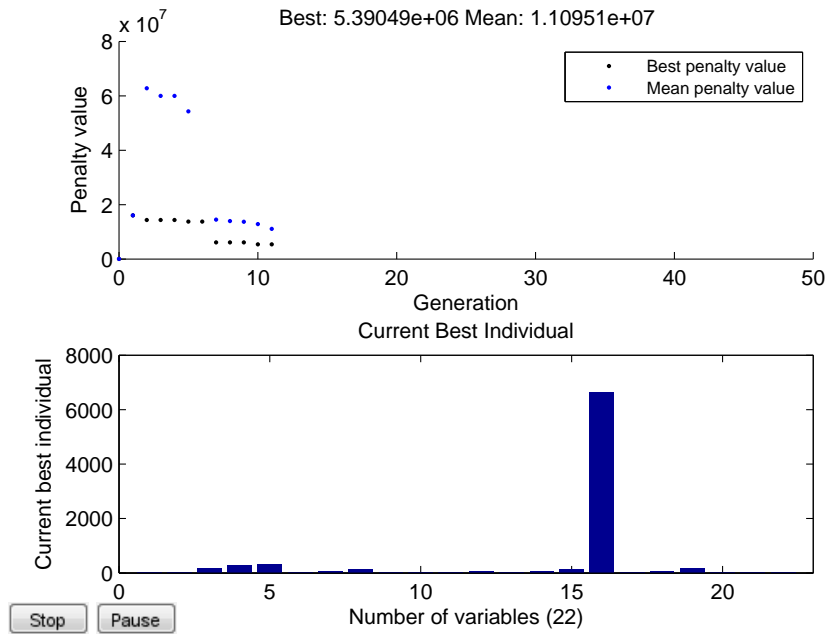 Best: 5.39049e+06 Mean: 1.10951e+07
x 10^7
8
6
4
2
0
Penalty value
Best penalty value
Mean penalty value
0 10 20 30 40 50
Generation
Current Best Individual
8000
6000
4000
2000
0
Current best individual
0 5 10 15 20
Number of variables (22)
Stop
Pause